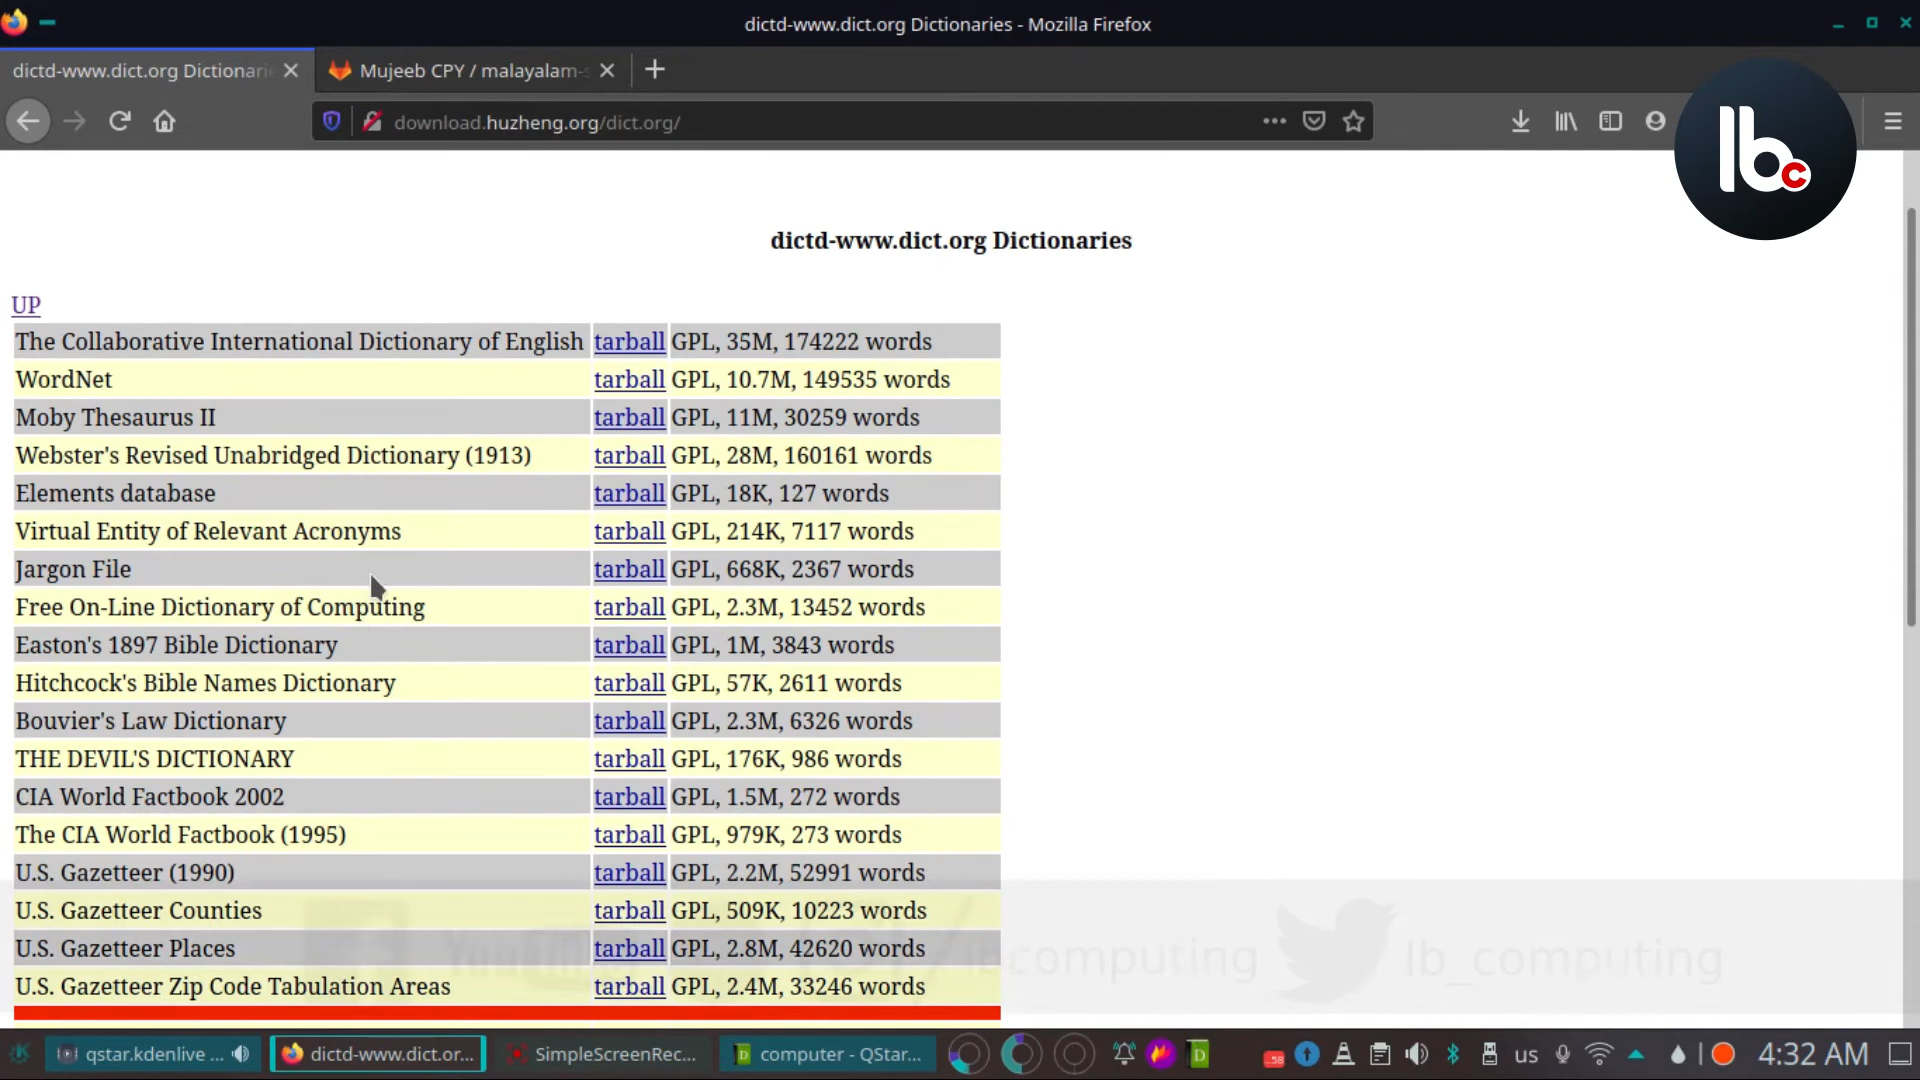 dictd-www.dict.org Dictionaries - Mozilla Firefox
dictd-www.dict.org Dictionarie
Mujeeb CPY / malayalam-s
download.huzheng.org/dict.org/
lbc
dictd-www.dict.org Dictionaries
UP
The Collaborative International Dictionary of English tarball GPL, 35M, 174222 words
WordNet tarball GPL, 10.7M, 149535 words
Moby Thesaurus II tarball GPL, 11M, 30259 words
Webster's Revised Unabridged Dictionary (1913) tarball GPL, 28M, 160161 words
Elements database tarball GPL, 18K, 127 words
Virtual Entity of Relevant Acronyms tarball GPL, 214K, 7117 words
Jargon File tarball GPL, 668K, 2367 words
Free On-Line Dictionary of Computing tarball GPL, 2.3M, 13452 words
Easton's 1897 Bible Dictionary tarball GPL, 1M, 3843 words
Hitchcock's Bible Names Dictionary tarball GPL, 57K, 2611 words
Bouvier's Law Dictionary tarball GPL, 2.3M, 6326 words
THE DEVIL'S DICTIONARY tarball GPL, 176K, 986 words
CIA World Factbook 2002 tarball GPL, 1.5M, 272 words
The CIA World Factbook (1995) tarball GPL, 979K, 273 words
U.S. Gazetteer (1990) tarball GPL, 2.2M, 52991 words
U.S. Gazetteer Counties tarball GPL, 509K, 10223 words
U.S. Gazetteer Places tarball GPL, 2.8M, 42620 words
U.S. Gazetteer Zip Code Tabulation Areas tarball GPL, 2.4M, 33246 words
YouTube /lbcomputing lb_computing
qstar.kdenlive ... dictd-www.dict.or... SimpleScreenRec... computer - QStar... 58 us 4:32 AM